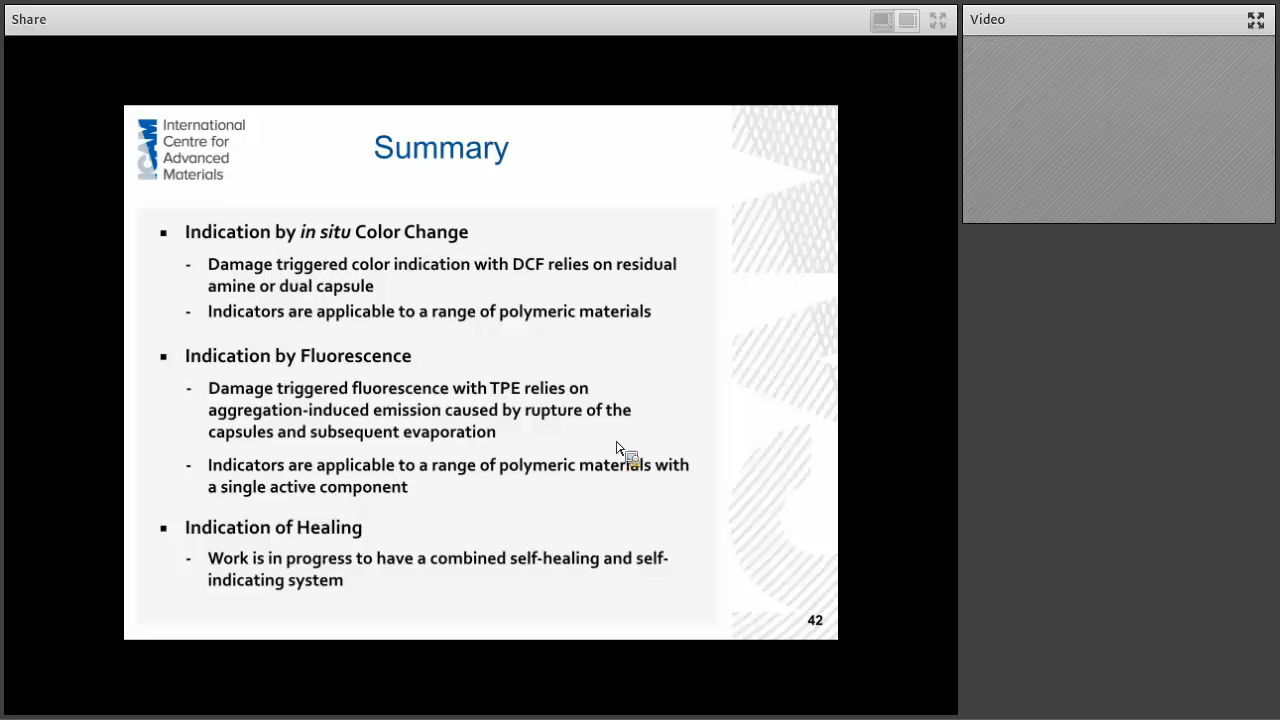 Share
Video
ICAM
International
Centre for
Advanced
Materials
Summary
▪ Indication by in situ Color Change
- Damage triggered color indication with DCF relies on residual
amine or dual capsule
- Indicators are applicable to a range of polymeric materials
▪ Indication by Fluorescence
- Damage triggered fluorescence with TPE relies on
aggregation-induced emission caused by rupture of the
capsules and subsequent evaporation
- Indicators are applicable to a range of polymeric materials with
a single active component
▪ Indication of Healing
- Work is in progress to have a combined self-healing and self-
indicating system
42